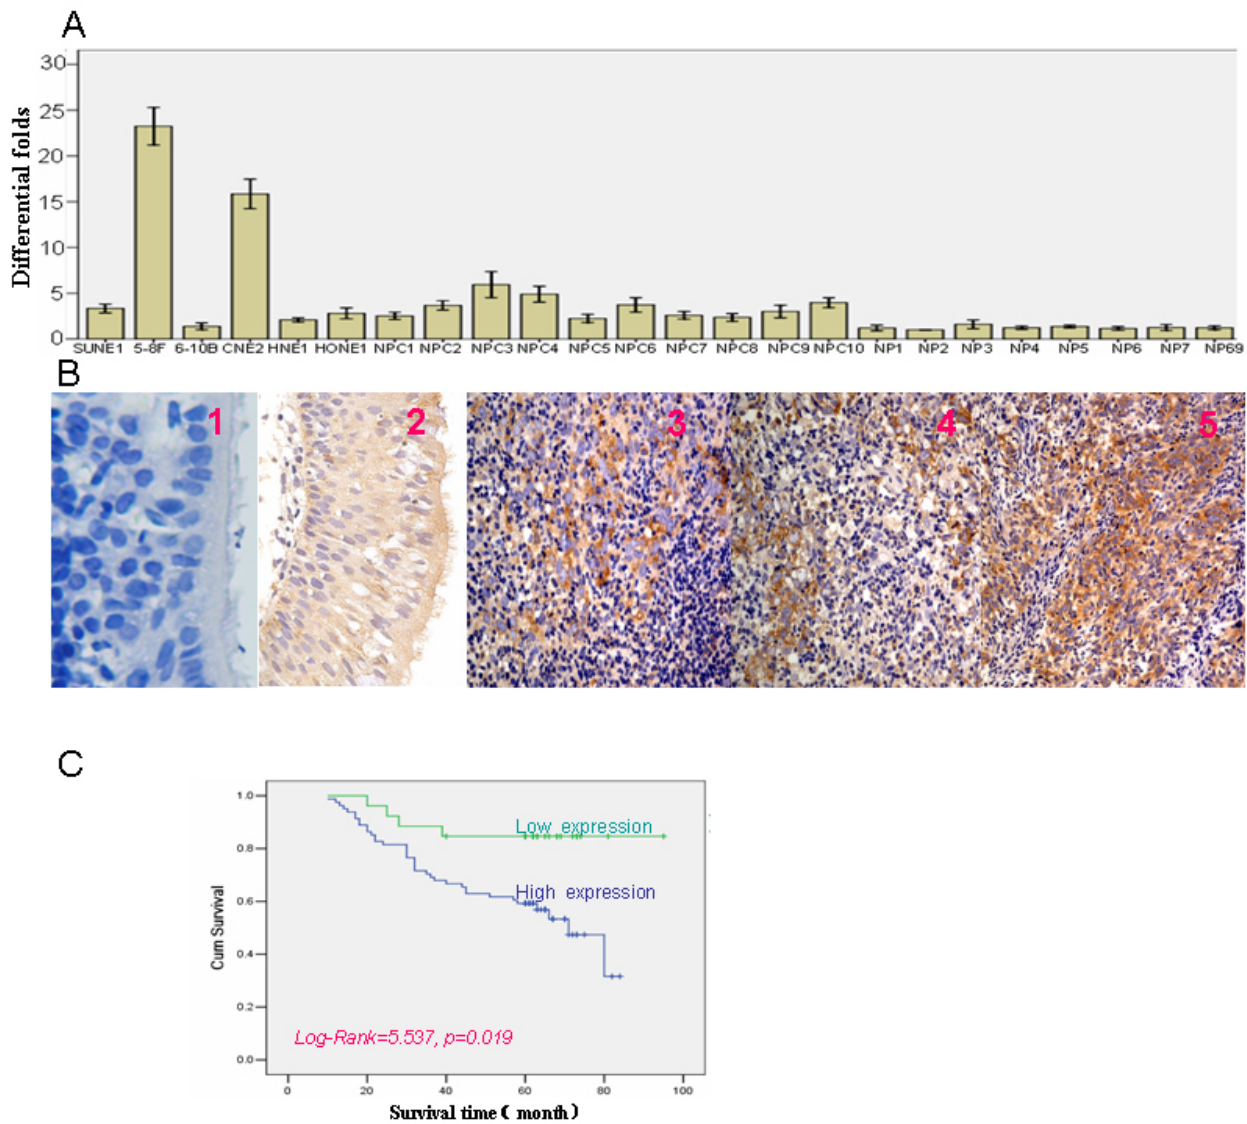 A
Differential folds
30
25
20
15
10
5
0
SUNE1 5-8F 6-10B CNE2 HNE1 HONE1 NPC1 NPC2 NPC3 NPC4 NPC5 NPC6 NPC7 NPC8 NPC9 NPC10 NP1 NP2 NP3 NP4 NP5 NP6 NP7 NP69
B
1 2 3 4 5
C
Cum Survival
1.0
0.8
0.6
0.4
0.2
0.0
Low expression
High expression
Log-Rank=5.537, p=0.019
0 20 40 60 80 100
Survival time ( month )